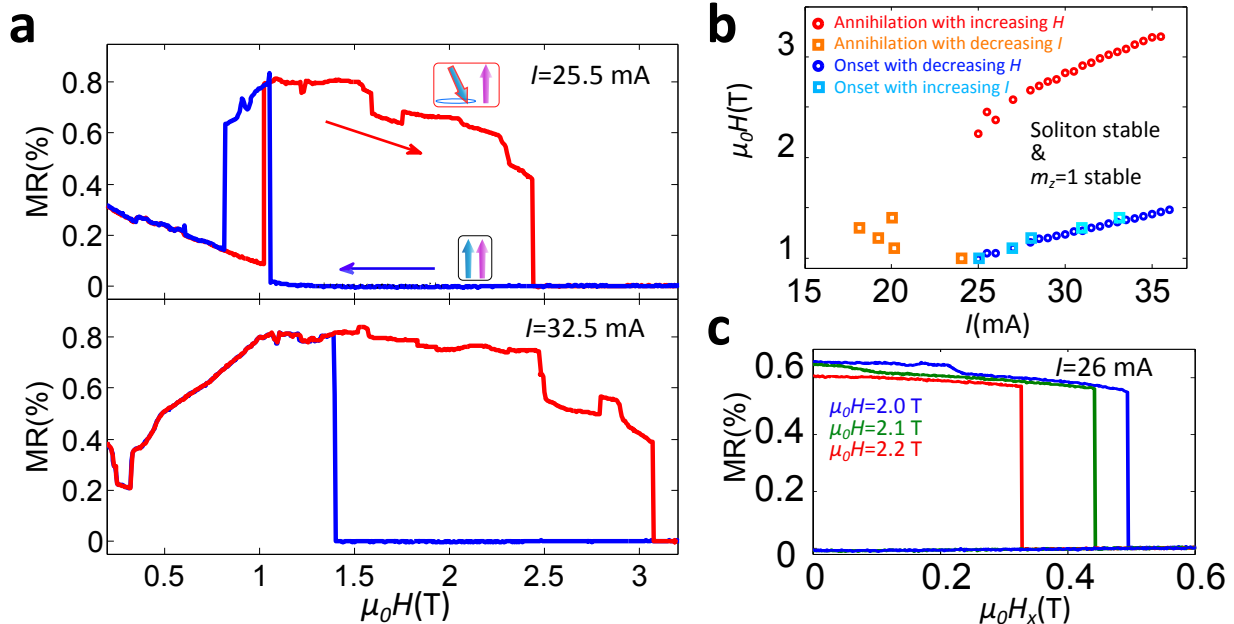 a
I=25.5 mA
MR(%)
0.8
0.6
0.4
0.2
0
I=32.5 mA
MR(%)
0.8
0.6
0.4
0.2
0
0.5 1 1.5 2 2.5 3
μ₀H(T)
b
Annihilation with increasing H
Annihilation with decreasing I
Onset with decreasing H
Onset with increasing I
μ₀H(T)
3
2
1
Soliton stable
&
m_z=1 stable
15 20 25 30 35
I(mA)
c
I=26 mA
MR(%)
0.6
0.4
0.2
0
μ₀H=2.0 T
μ₀H=2.1 T
μ₀H=2.2 T
0 0.2 0.4 0.6
μ₀Hₓ(T)